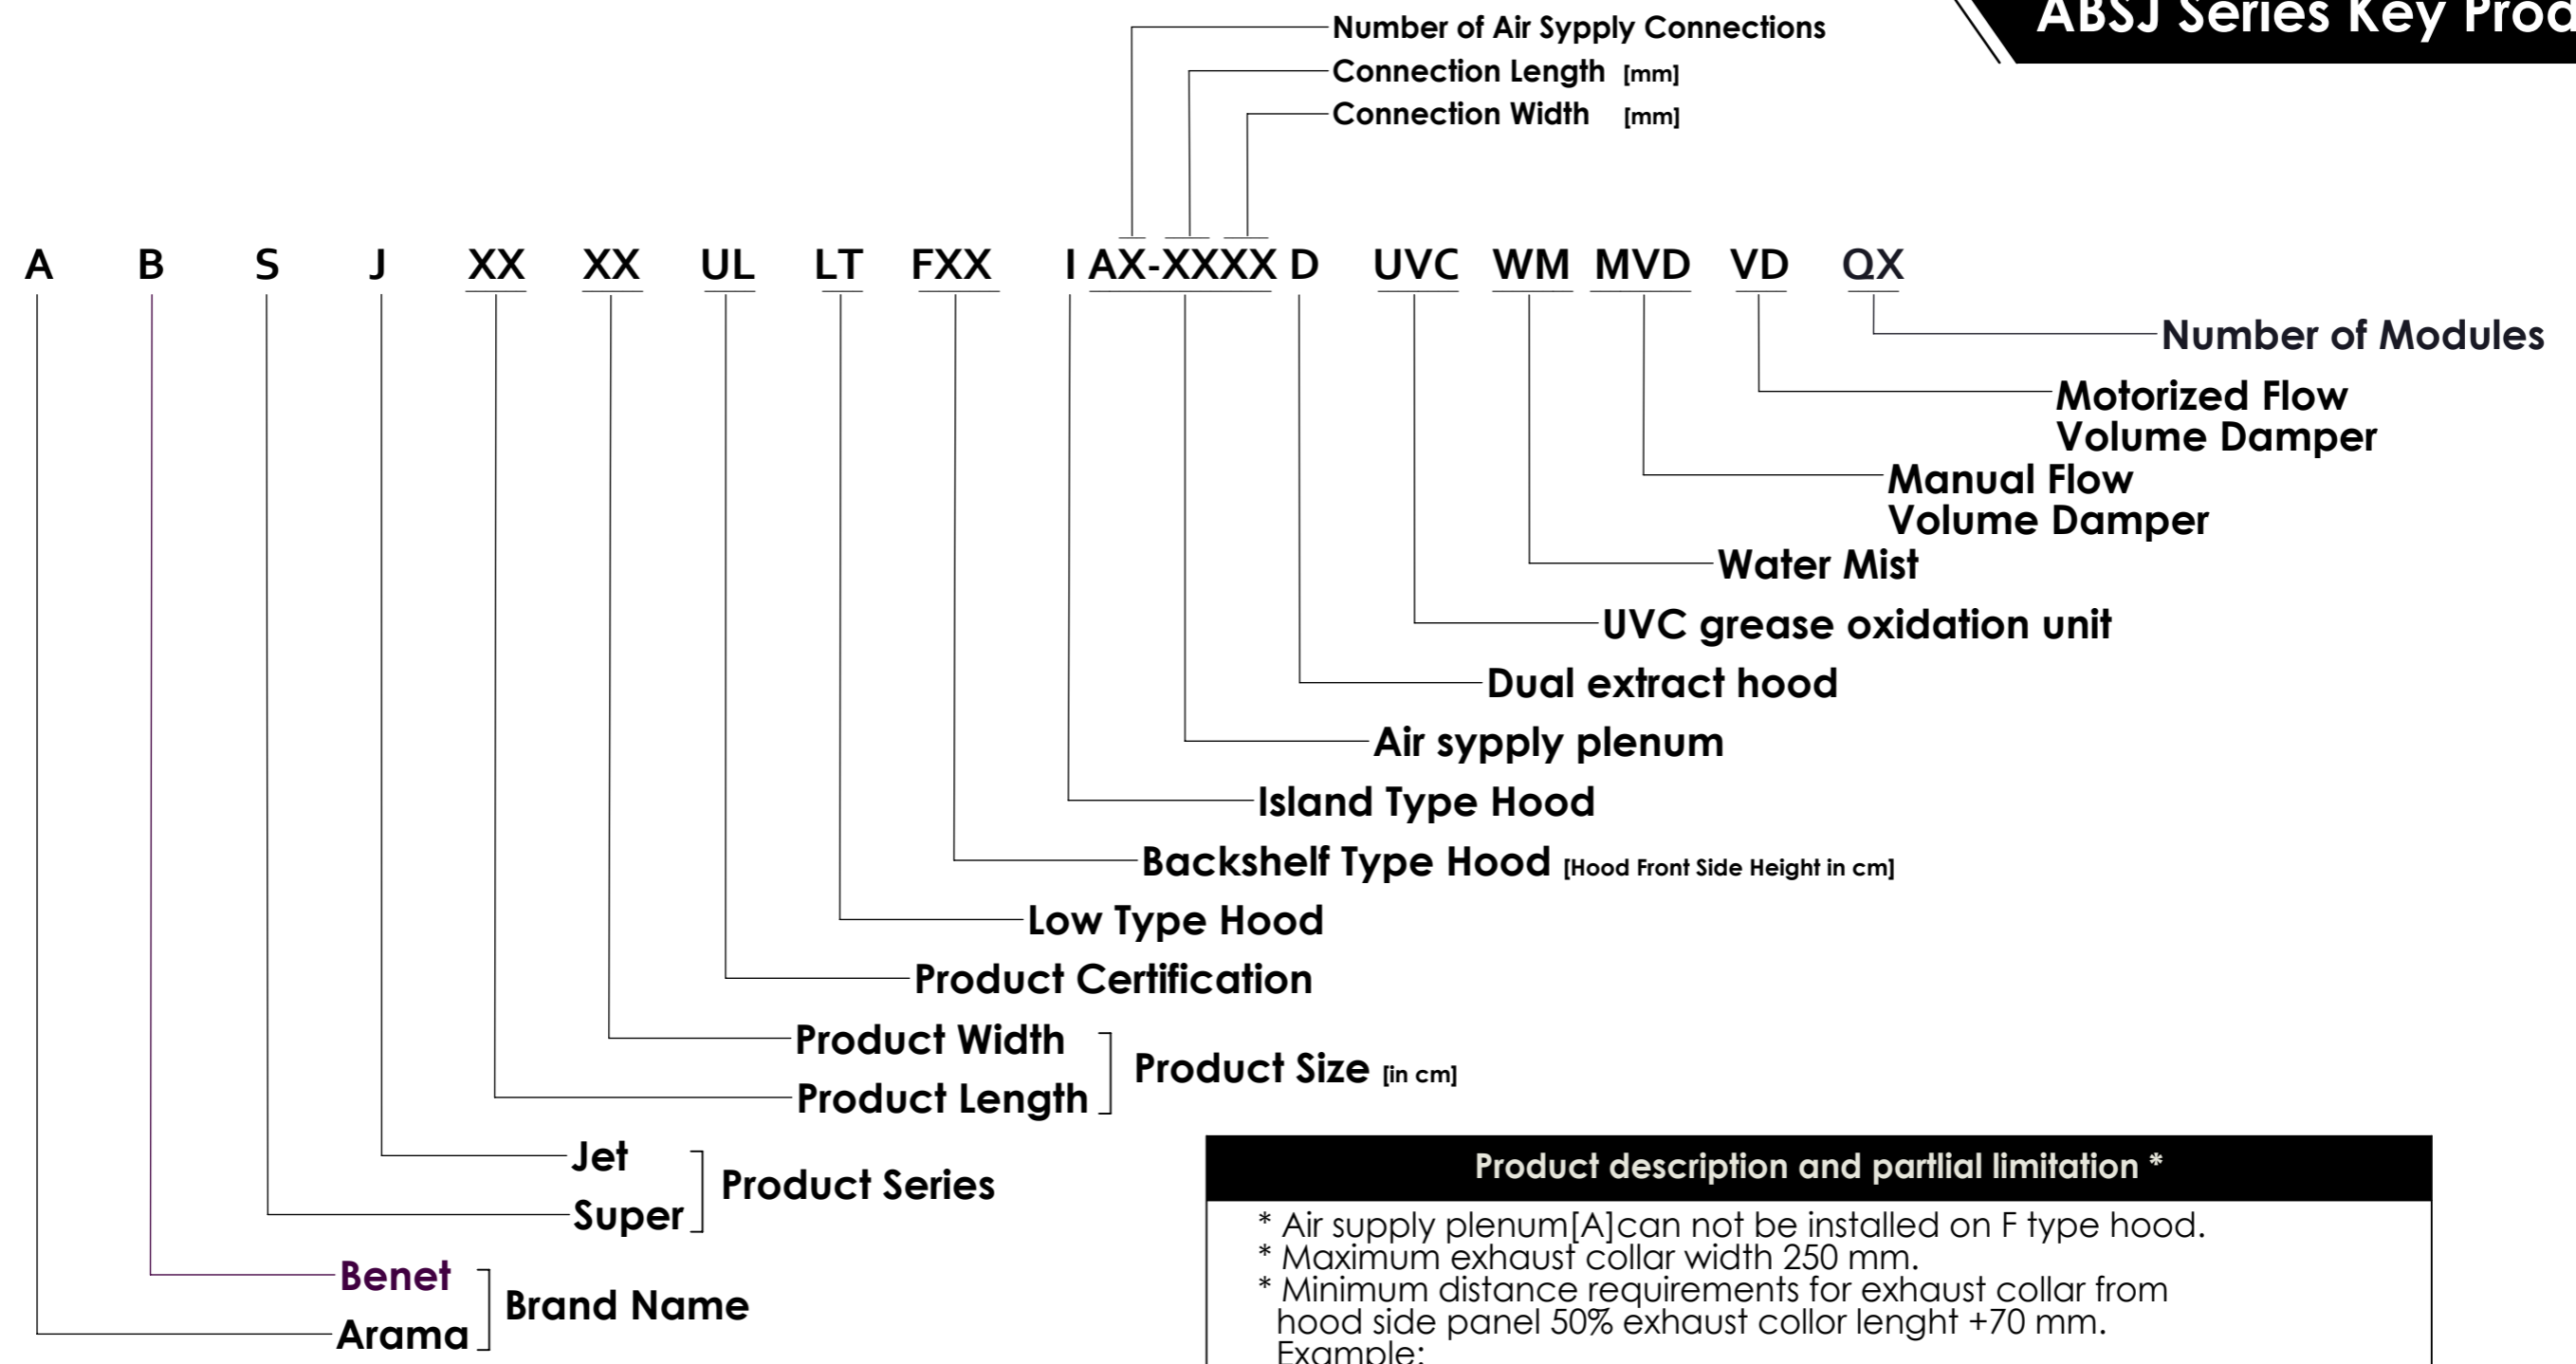 ABSJ Series Key Prod
Number of Air Sypply Connections
Connection Length [mm]
Connection Width [mm]
A B S J XX XX UL LT FXX I AX-XXXX D UVC WM MVD VD QX
Number of Modules
Motorized Flow
Volume Damper
Manual Flow
Volume Damper
Water Mist
UVC grease oxidation unit
Dual extract hood
Air sypply plenum
Island Type Hood
Backshelf Type Hood [Hood Front Side Height in cm]
Low Type Hood
Product Certification
Product Width
Product Size [in cm]
Product Length
Jet
Product Series
Super
Benet
Brand Name
Arama
Product description and partlial limitation *
* Air supply plenum[A]can not be installed on F type hood.
* Maximum exhaust collar width 250 mm.
* Minimum distance requirements for exhaust collar from
hood side panel 50% exhaust collor lenght +70 mm.
Example: